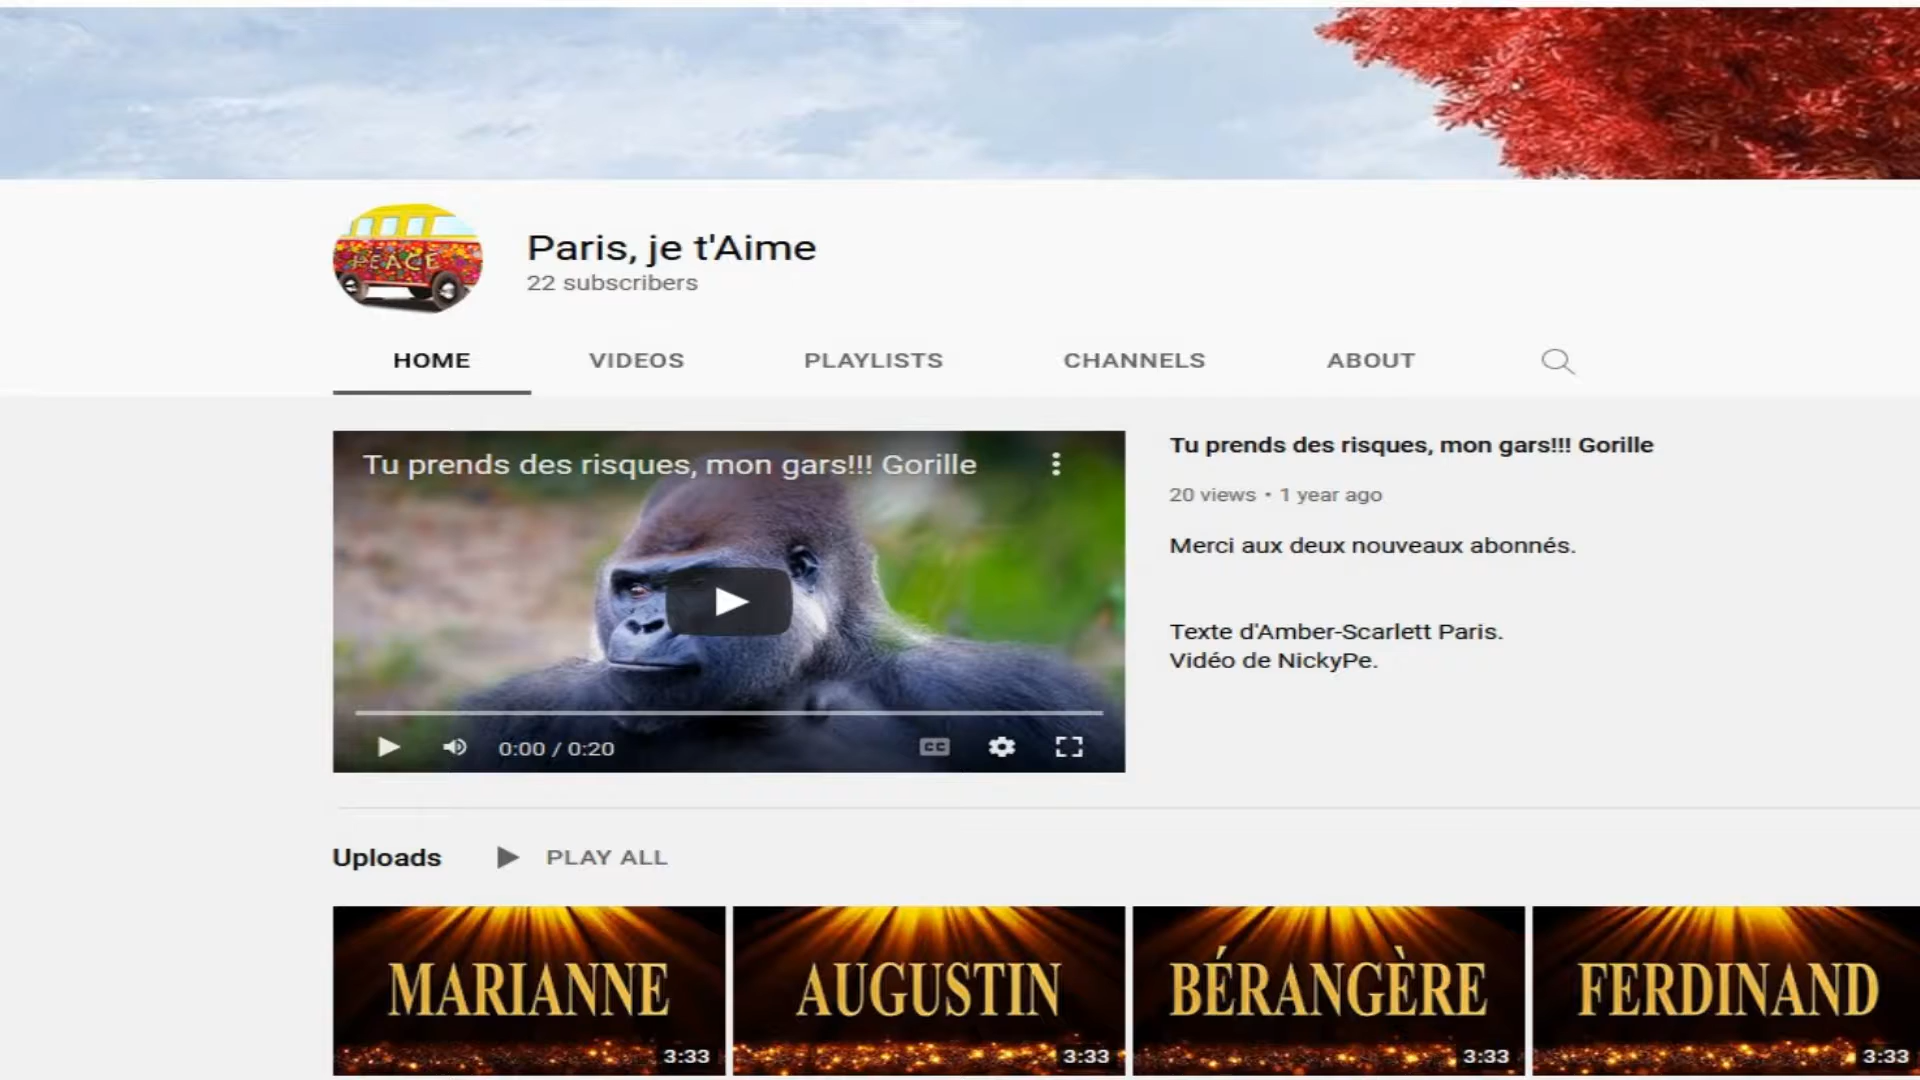 PEACE
Paris, je t'Aime
22 subscribers
HOME VIDEOS PLAYLISTS CHANNELS ABOUT
Tu prends des risques, mon gars!!! Gorille
0:00 / 0:20
CC
Tu prends des risques, mon gars!!! Gorille
20 views • 1 year ago
Merci aux deux nouveaux abonnés.
Texte d'Amber-Scarlett Paris.
Vidéo de NickyPe.
Uploads PLAY ALL
MARIANNE
3:33
AUGUSTIN
3:33
BÉRANGÈRE
3:33
FERDINAND
3:33